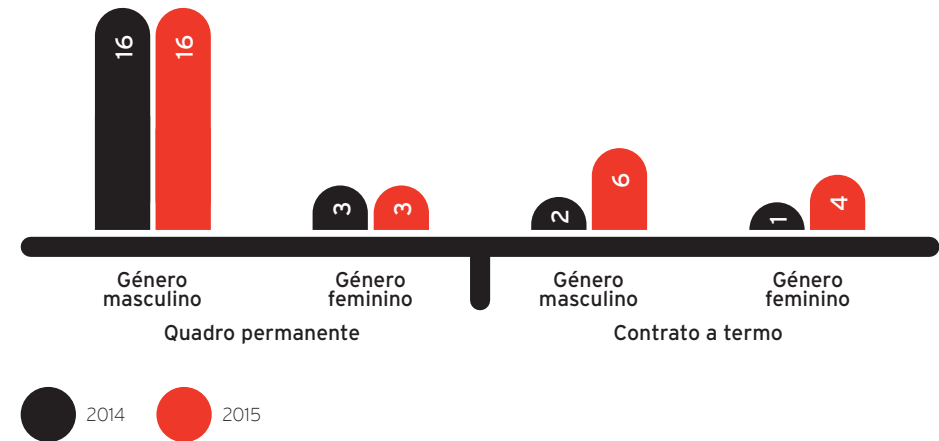 16
16
3
3
2
6
1
4
Género
masculino
Género
feminino
Género
masculino
Género
feminino
Quadro permanente
Contrato a termo
2014
2015